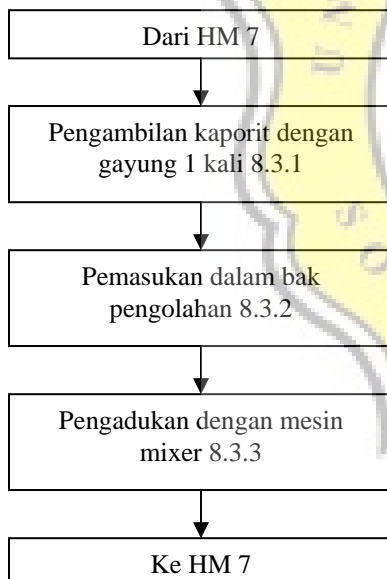 Dari HM 7
Pengambilan kaporit dengan
gayung 1 kali 8.3.1
Pemasukan dalam bak
pengolahan 8.3.2
Pengadukan dengan mesin
mixer 8.3.3
Ke HM 7